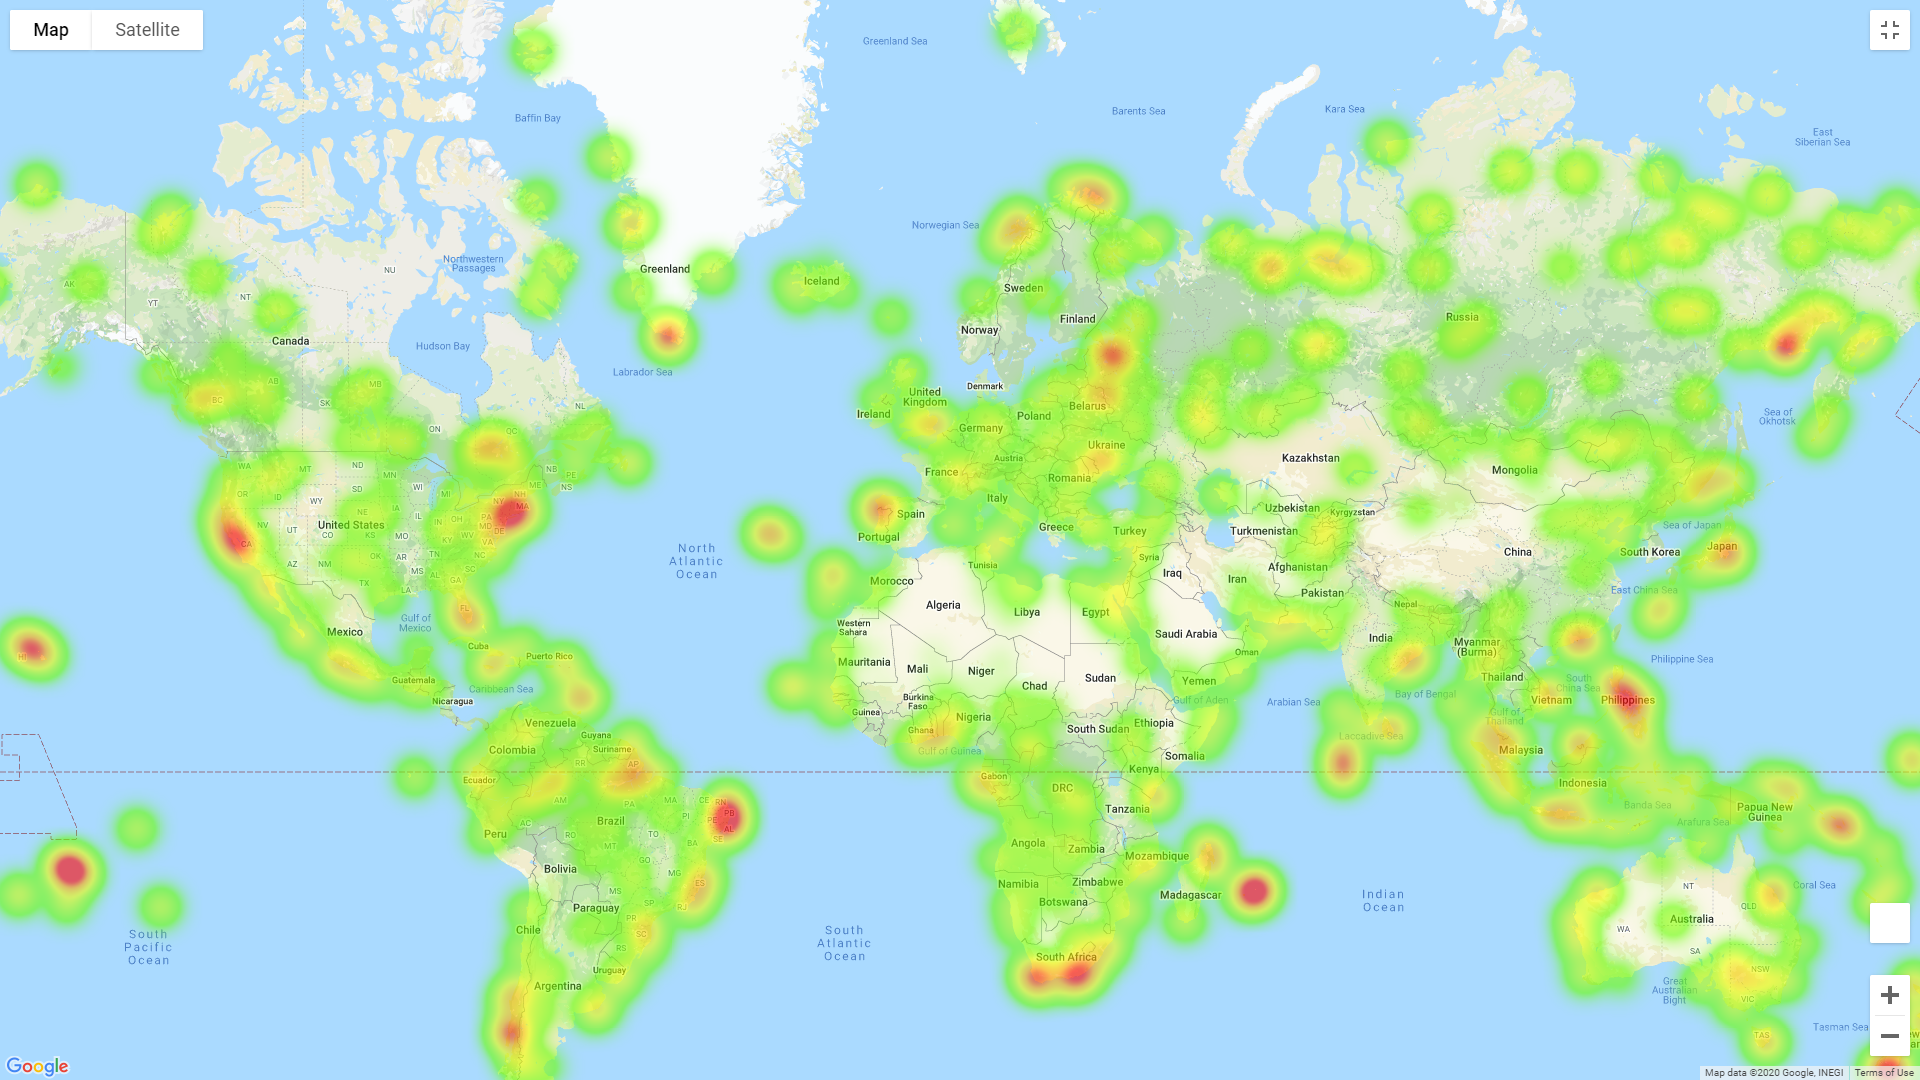 Map Satellite
Greenland Sea
Barents Sea
Kara Sea
Baffin Bay
East
Siberian Sea
Norwegian Sea
Northwestern
Passages
NU
Greenland
AK
YT
NT
Iceland
Sweden
Canada
Hudson Bay
Norway
Finland
Russia
Labrador Sea
AB
MB
BC
SK
Denmark
United
Kingdom
Ireland
NL
Belarus
Poland
Sea of
Okhotsk
ON
QC
Germany
Ukraine
Austria
Kazakhstan
Mongolia
WA
MT
ND
MN
NB
PE
NS
France
Romania
OR
ID
SD
WY
WI
MI
NY
NH
ME
MA
Italy
Uzbekistan
Kyrgyzstan
NE
IA
IL
IN
OH
PA
MD
DE
Spain
Portugal
Greece
Turkey
Turkmenistan
Sea of Japan
NV
UT
United States
CO
KS
MO
KY
WV
VA
North
Atlantic
Ocean
Syria
Iraq
Iran
Afghanistan
China
South Korea
Japan
CA
AZ
NM
OK
AR
TN
NC
SC
MS
AL
GA
TX
LA
FL
Tunisia
Morocco
Algeria
Libya
Egypt
Pakistan
Nepal
East China Sea
Gulf of
Mexico
Mexico
Western
Sahara
Saudi Arabia
India
Myanmar
(Burma)
HI
Cuba
Puerto Rico
Mauritania
Mali
Niger
Chad
Sudan
Oman
Yemen
Philippine Sea
Guatemala
Caribbean Sea
Nicaragua
Burkina
Faso
Guinea
Gulf of Aden
Arabian Sea
Bay of Bengal
Thailand
South
China Sea
Vietnam
Philippines
Gulf of
Thailand
Venezuela
Guyana
Suriname
Colombia
Nigeria
Ghana
Gulf of Guinea
South Sudan
Ethiopia
Somalia
Laccadive Sea
Malaysia
Ecuador
RR
AP
AM
PA
MA
CE
RN
PB
PE
AL
SE
PI
Gabon
DRC
Kenya
Tanzania
Indonesia
Banda Sea
Arafura Sea
Papua New
Guinea
Peru
AC
RO
Brazil
TO
BA
MT
GO
MG
ES
Bolivia
MS
SP
RJ
Angola
Zambia
Mozambique
Namibia
Zimbabwe
Botswana
Madagascar
Indian
Ocean
NT
Coral Sea
QLD
Australia
WA
SA
NSW
VIC
TAS
Paraguay
PR
SC
RS
Chile
Uruguay
Argentina
South
Pacific
Ocean
South
Atlantic
Ocean
South Africa
Great
Australian
Bight
Tasman Sea
Google
Map data ©2020 Google, INEGI Terms of Use